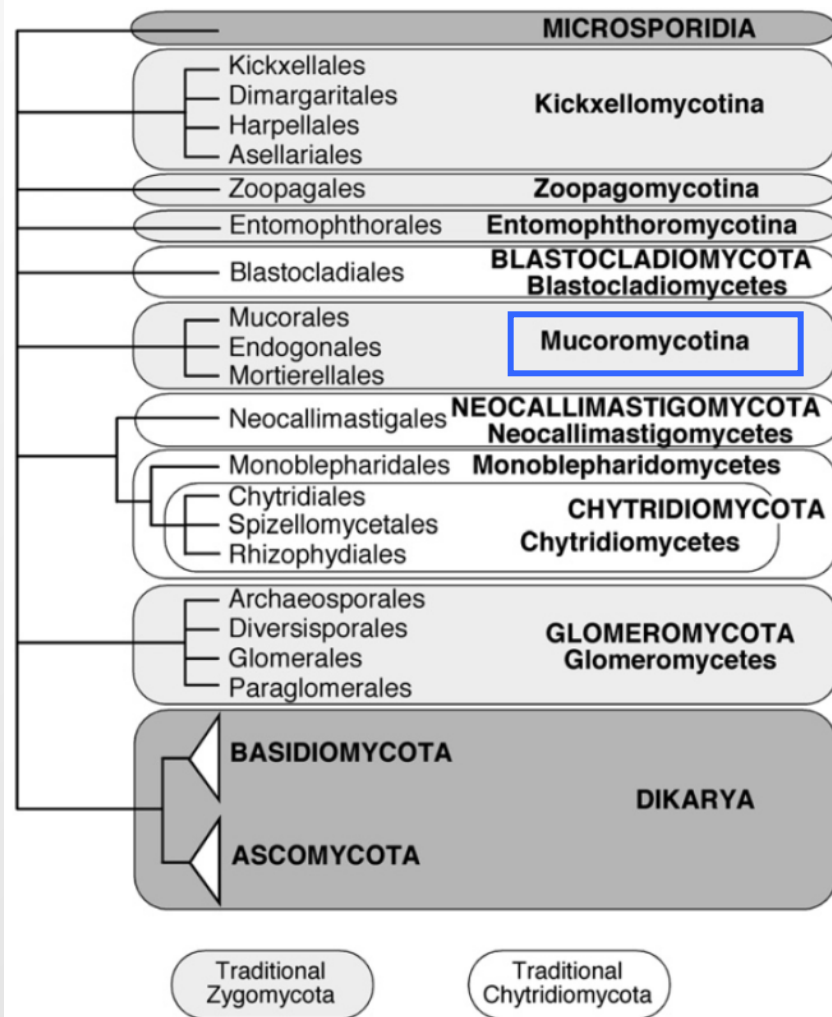 MICROSPORIDIA
Kickxellales
Dimargaritales
Harpellales
Asellariales
Kickxellomycotina
Zoopagales Zoopagomycotina
Entomophthorales Entomophthoromycotina
Blastocladiales
BLASTOCLADIOMYCOTA
Blastocladiomycetes
Mucorales
Endogonales
Mortierellales
Mucoromycotina
Neocallimastigales
NEOCALLIMASTIGOMYCOTA
Neocallimastigomycetes
Monoblepharidales Monoblepharidomycetes
Chytridiales
Spizellomycetales
Rhizophydiales
CHYTRIDIOMYCOTA
Chytridiomycetes
Archaeosporales
Diversisporales
Glomerales
Paraglomerales
GLOMEROMYCOTA
Glomeromycetes
BASIDIOMYCOTA
DIKARYA
ASCOMYCOTA
Traditional
Zygomycota
Traditional
Chytridiomycota